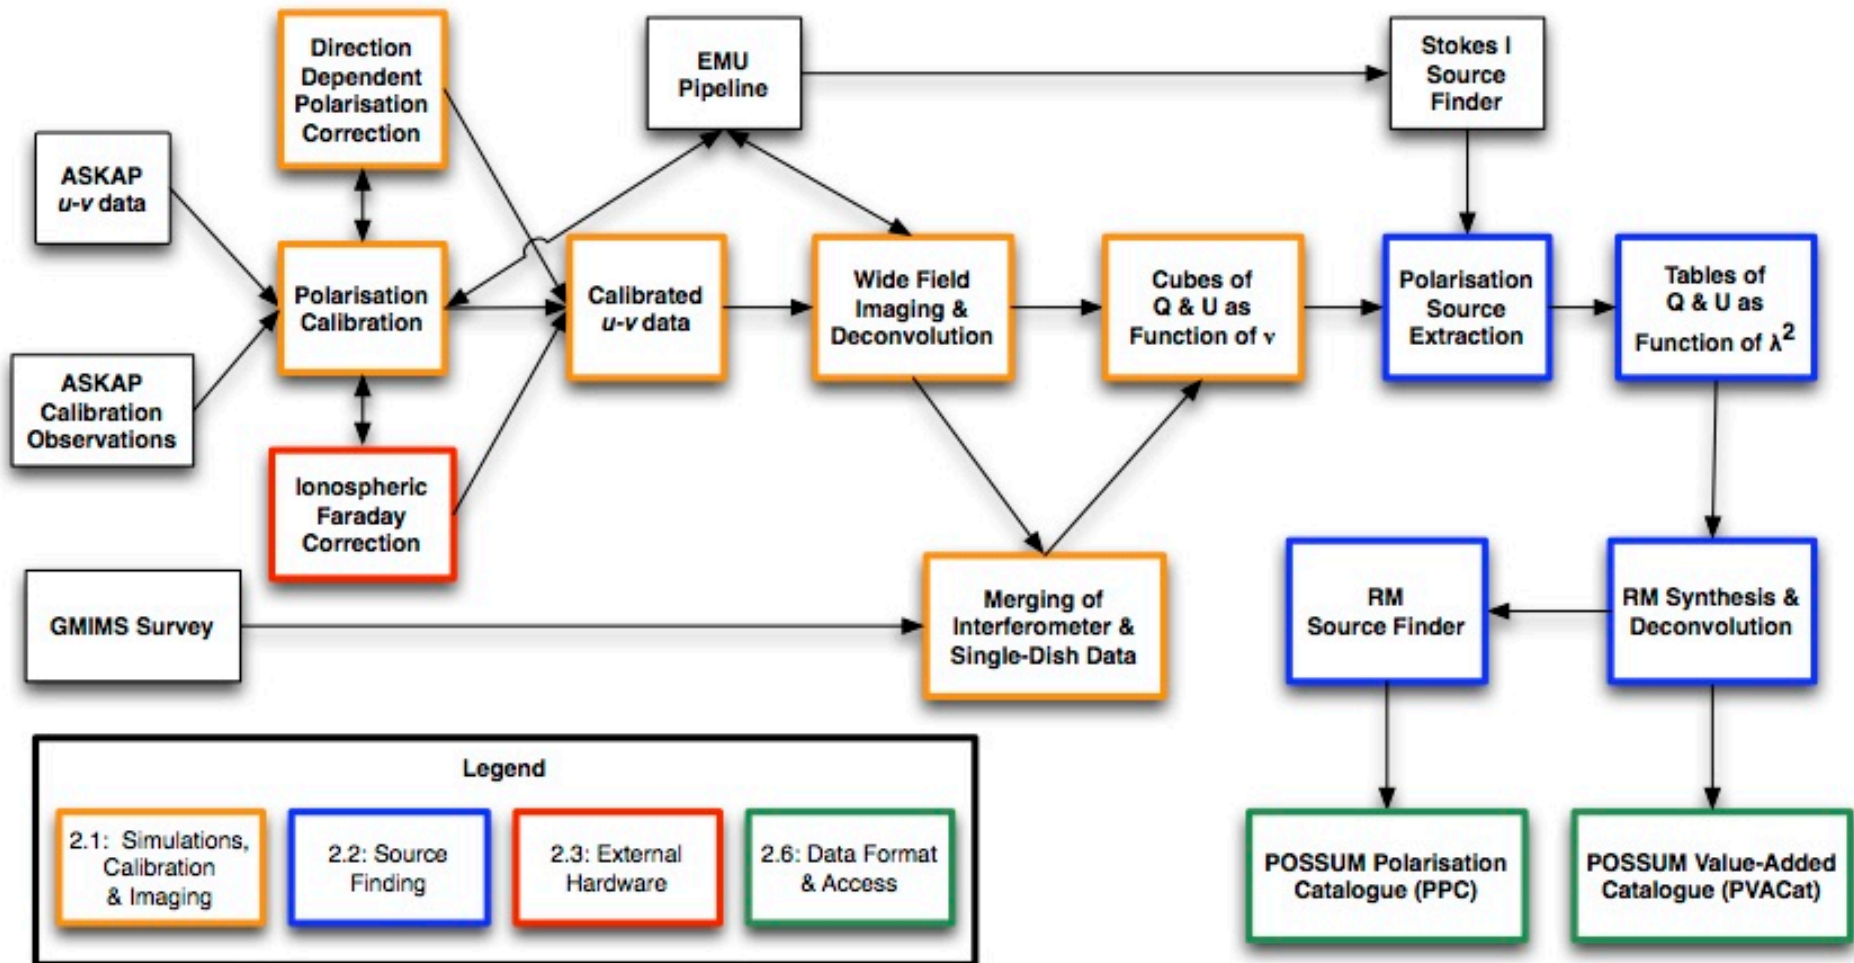 Direction
Dependent
Polarisation
Correction
EMU
Pipeline
Stokes I
Source
Finder
ASKAP
u-v data
Polarisation
Calibration
Calibrated
u-v data
Wide Field
Imaging &
Deconvolution
Cubes of
Q & U as
Function of ν
Polarisation
Source
Extraction
Tables of
Q & U as
Function of λ²
ASKAP
Calibration
Observations
Ionospheric
Faraday
Correction
GMIMS Survey
Merging of
Interferometer &
Single-Dish Data
RM
Source Finder
RM Synthesis &
Deconvolution
Legend
2.1: Simulations,
Calibration
& Imaging
2.2: Source
Finding
2.3: External
Hardware
2.6: Data Format
& Access
POSSUM Polarisation
Catalogue (PPC)
POSSUM Value-Added
Catalogue (PVACat)